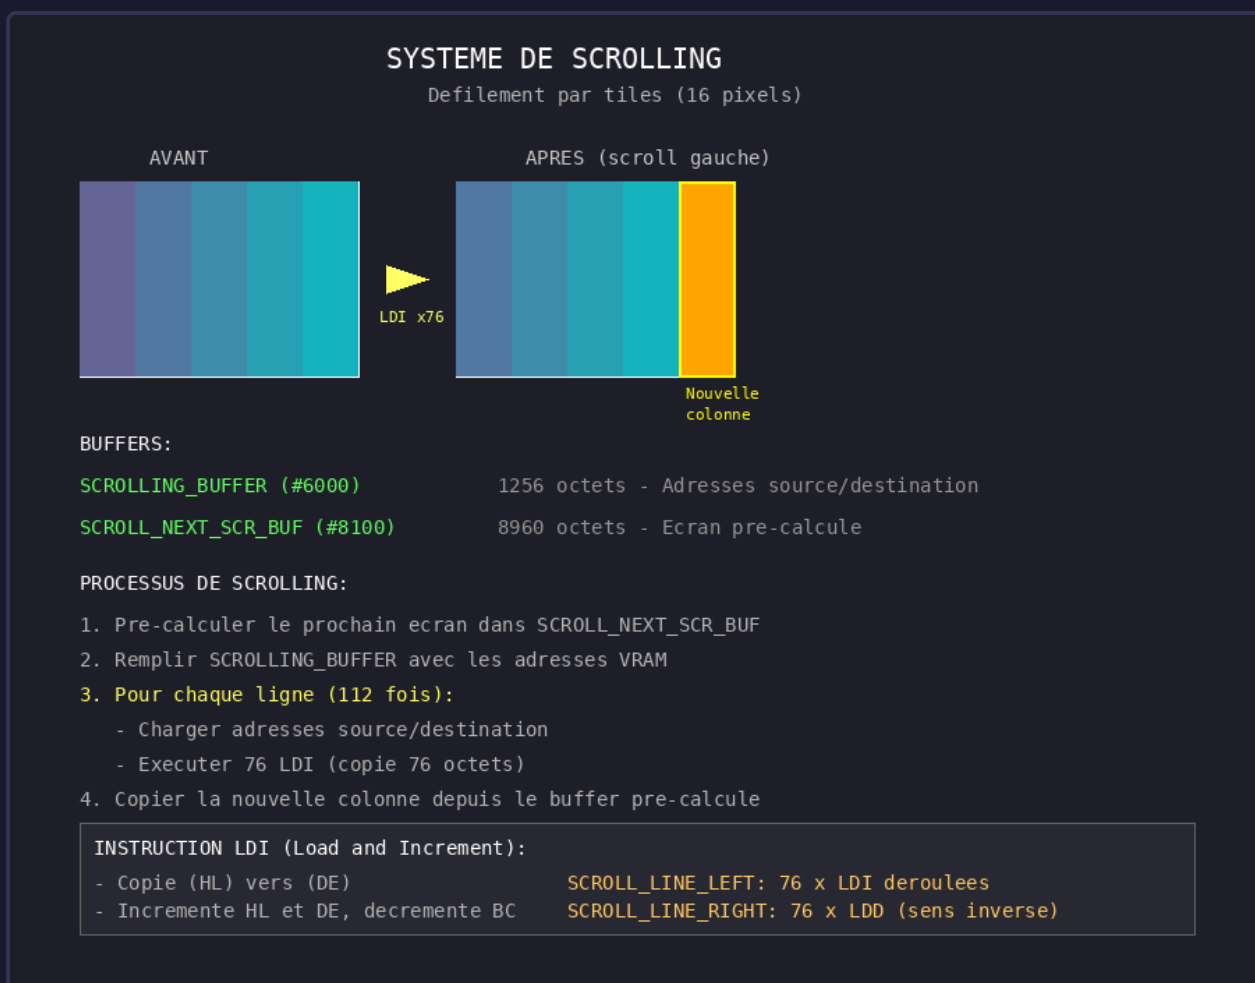 SYSTEME DE SCROLLING
Defilement par tiles (16 pixels)
AVANT
APRES (scroll gauche)
LDI x76
Nouvelle
colonne
BUFFERS:
SCROLLING_BUFFER (#6000) 1256 octets - Adresses source/destination
SCROLL_NEXT_SCR_BUF (#8100) 8960 octets - Ecran pre-calcule
PROCESSUS DE SCROLLING:
1. Pre-calculer le prochain ecran dans SCROLL_NEXT_SCR_BUF
2. Remplir SCROLLING_BUFFER avec les adresses VRAM
3. Pour chaque ligne (112 fois):
- Charger adresses source/destination
- Executer 76 LDI (copie 76 octets)
4. Copier la nouvelle colonne depuis le buffer pre-calcule
INSTRUCTION LDI (Load and Increment):
- Copie (HL) vers (DE) SCROLL_LINE_LEFT: 76 x LDI deroulees
- Incremente HL et DE, decremente BC SCROLL_LINE_RIGHT: 76 x LDD (sens inverse)